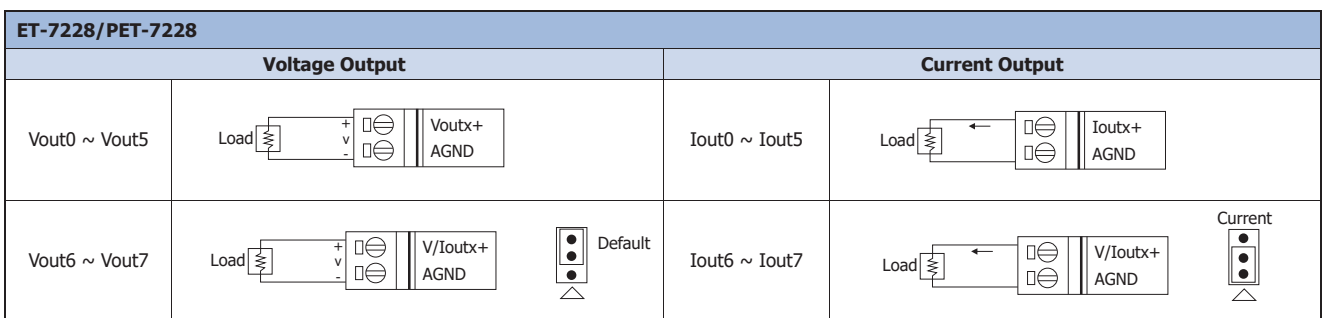 ET-7228/PET-7228
Voltage Output
Current Output
Vout0 ~ Vout5
Load
+
v
-
Voutx+
AGND
Iout0 ~ Iout5
Load
Ioutx+
AGND
Vout6 ~ Vout7
Load
+
v
-
V/Ioutx+
AGND
Default
Iout6 ~ Iout7
Load
V/Ioutx+
AGND
Current